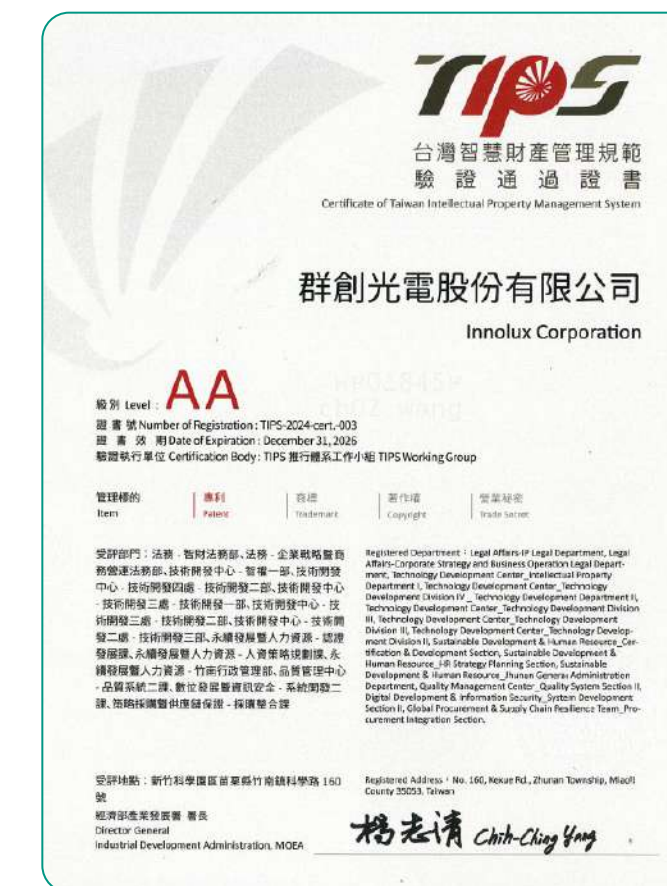 TIPS
台灣智慧財產管理規範
驗證通過證書
Certificate of Taiwan Intellectual Property Management System
群創光電股份有限公司
Innolux Corporation
級別 Level : AA
證書號 Number of Registration : TIPS-2024-cert.-003
證書效期 Date of Expiration : December 31, 2026
驗證執行單位 Certification Body : TIPS 推行體系工作小組 TIPS Working Group
管理標的 專利 商標 著作權 營業秘密
Item Patent Trademark Copyright Trade Secret
受評部門：法務 - 智財法務部、法務 - 企業戰略暨商
務營運法務部、技術開發中心 - 智權一部、技術開發
中心 - 技術開發四處 - 技術開發二部、技術開發中心
- 技術開發三處 - 技術開發一部、技術開發中心 - 技
術開發三處 - 技術開發二部、技術開發中心 - 技術開
發二處 - 技術開發三部、永續發展暨人力資源 - 認證
發展課、永續發展暨人力資源 - 人資策略規劃課、永
續發展暨人力資源 - 竹南行政管理部、品質管理中心
- 品質系統二課、數位發展暨資訊安全 - 系統開發二
課、策略採購暨供應鏈保證 - 採購整合課
Registered Department : Legal Affairs-IP Legal Department, Legal
Affairs-Corporate Strategy and Business Operation Legal Depart-
ment, Technology Development Center_Intellectual Property
Department I, Technology Development Center_Technology
Development Division IV _ Technology Development Department II,
Technology Development Center_Technology Development Division
III, Technology Development Center_Technology Development
Division III, Technology Development Center_Technology Develop-
ment Division II, Sustainable Development & Human Resource_Cer-
tification & Development Section, Sustainable Development &
Human Resource_HR Strategy Planning Section, Sustainable
Development & Human Resource_Jhunan General Administration
Department, Quality Management Center_Quality System Section II,
Digital Development & Information Security_System Development
Section II, Global Procurement & Supply Chain Resilience Team_Pro-
curement Integration Section.
受評地點：新竹科學園區苗栗縣竹南鎮科學路 160
號
Registered Address : No. 160, Kexue Rd., Zhunan Township, Miaoli
County 35053, Taiwan
經濟部產業發展署 署長
Director General
Industrial Development Administration, MOEA
楊志清 Chih-Ching Yang